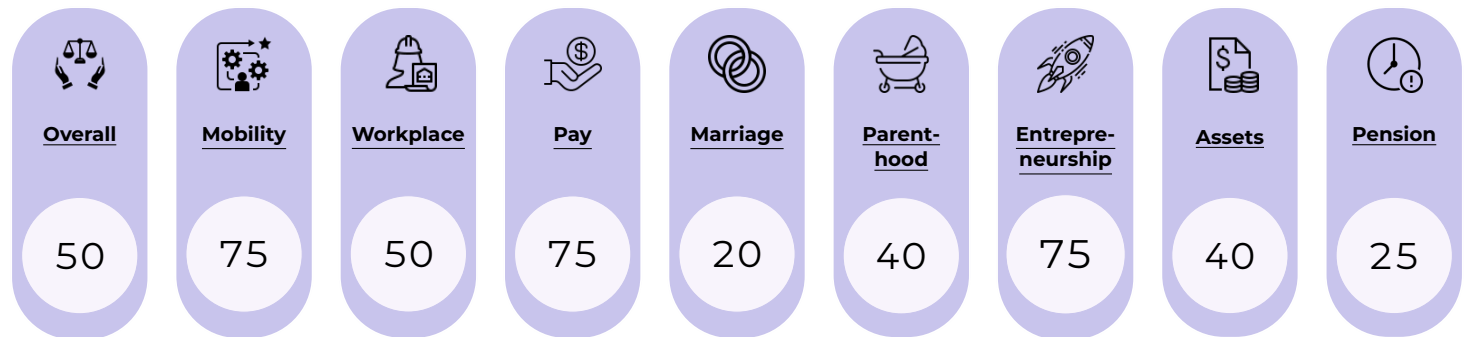 Overall
50
Mobility
75
Workplace
50
Pay
75
Marriage
20
Parent-
hood
40
Entrepre-
neurship
75
$
Assets
40
Pension
25